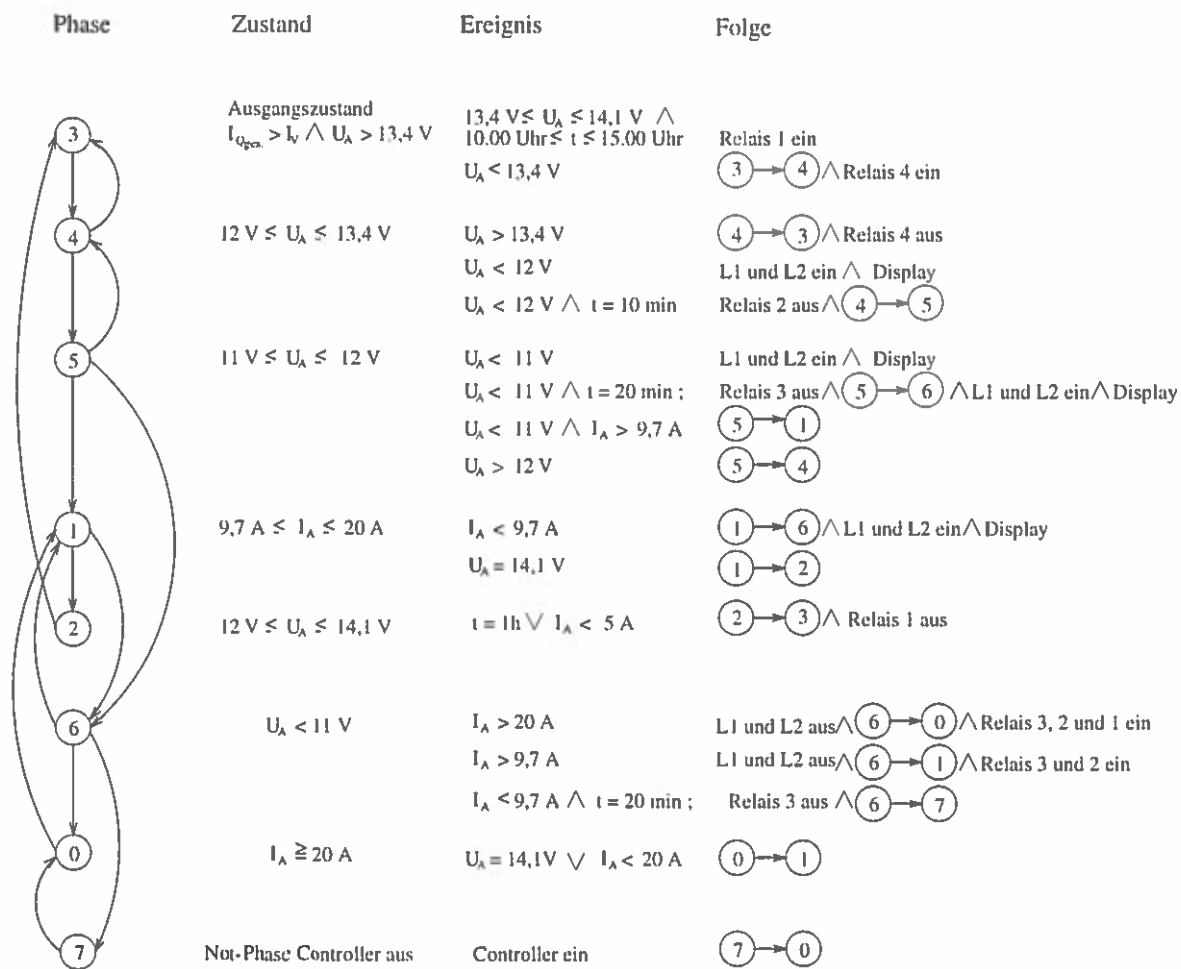 Phase Zustand Ereignis Folge
Ausgangszustand
3 I_Qges. > I_V ∧ U_A > 13,4 V 13,4 V ≤ U_A ≤ 14,1 V ∧
10.00 Uhr ≤ t ≤ 15.00 Uhr Relais 1 ein
U_A < 13,4 V 3 → 4 ∧ Relais 4 ein
4 12 V ≤ U_A ≤ 13,4 V U_A > 13,4 V 4 → 3 ∧ Relais 4 aus
U_A < 12 V L1 und L2 ein ∧ Display
U_A < 12 V ∧ t = 10 min Relais 2 aus ∧ 4 → 5
5 11 V ≤ U_A ≤ 12 V U_A < 11 V L1 und L2 ein ∧ Display
U_A < 11 V ∧ t = 20 min ; Relais 3 aus ∧ 5 → 6 ∧ L1 und L2 ein ∧ Display
U_A < 11 V ∧ I_A > 9,7 A 5 → 1
U_A > 12 V 5 → 4
1 9,7 A ≤ I_A ≤ 20 A I_A < 9,7 A 1 → 6 ∧ L1 und L2 ein ∧ Display
U_A = 14,1 V 1 → 2
2 12 V ≤ U_A ≤ 14,1 V t = 1h ∨ I_A < 5 A 2 → 3 ∧ Relais 1 aus
6 U_A < 11 V I_A > 20 A L1 und L2 aus ∧ 6 → 0 ∧ Relais 3, 2 und 1 ein
I_A > 9,7 A L1 und L2 aus ∧ 6 → 1 ∧ Relais 3 und 2 ein
I_A < 9,7 A ∧ t = 20 min ; Relais 3 aus ∧ 6 → 7
0 I_A ≧ 20 A U_A = 14,1V ∨ I_A < 20 A 0 → 1
7 Not-Phase Controller aus Controller ein 7 → 0